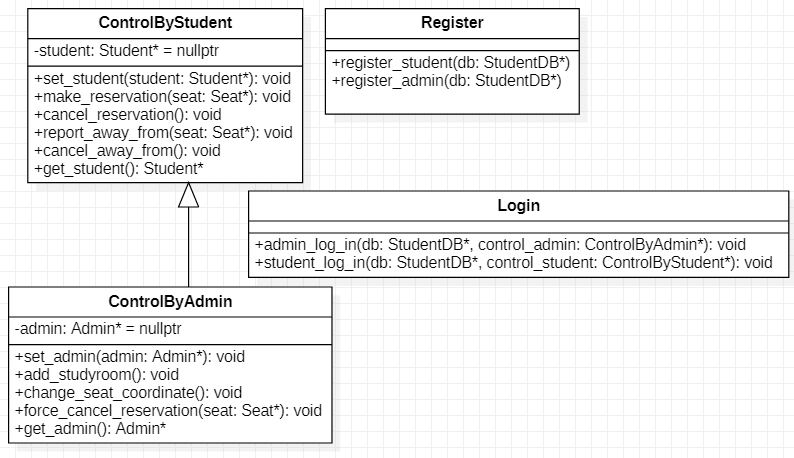 ControlByStudent
-student: Student* = nullptr
+set_student(student: Student*): void
+make_reservation(seat: Seat*): void
+cancel_reservation(): void
+report_away_from(seat: Seat*): void
+cancel_away_from(): void
+get_student(): Student*
Register
+register_student(db: StudentDB*)
+register_admin(db: StudentDB*)
Login
+admin_log_in(db: StudentDB*, control_admin: ControlByAdmin*): void
+student_log_in(db: StudentDB*, control_student: ControlByStudent*): void
ControlByAdmin
-admin: Admin* = nullptr
+set_admin(admin: Admin*): void
+add_studyroom(): void
+change_seat_coordinate(): void
+force_cancel_reservation(seat: Seat*): void
+get_admin(): Admin*